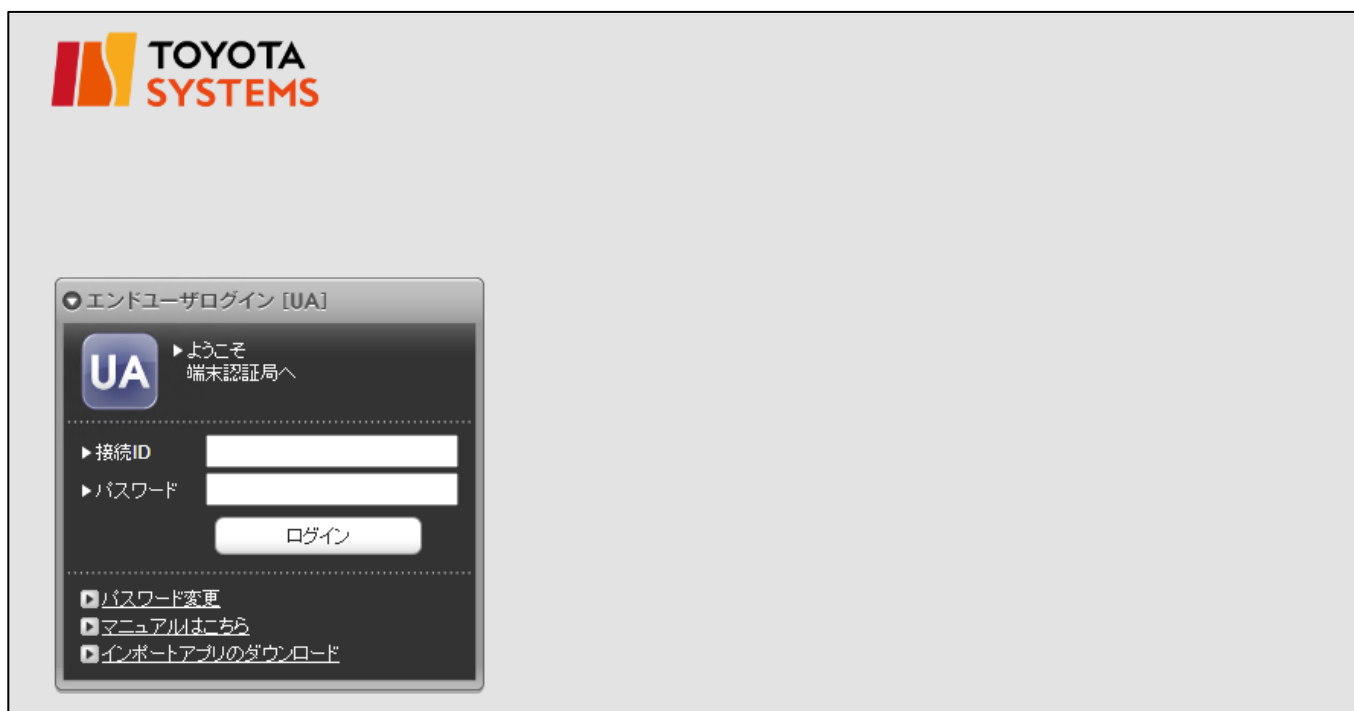 TOYOTA
SYSTEMS
エンドユーザログイン [UA]
UA
ようこそ
端末認証局へ
接続ID
パスワード
ログイン
パスワード変更
マニュアルはこちら
インポートアプリのダウンロード